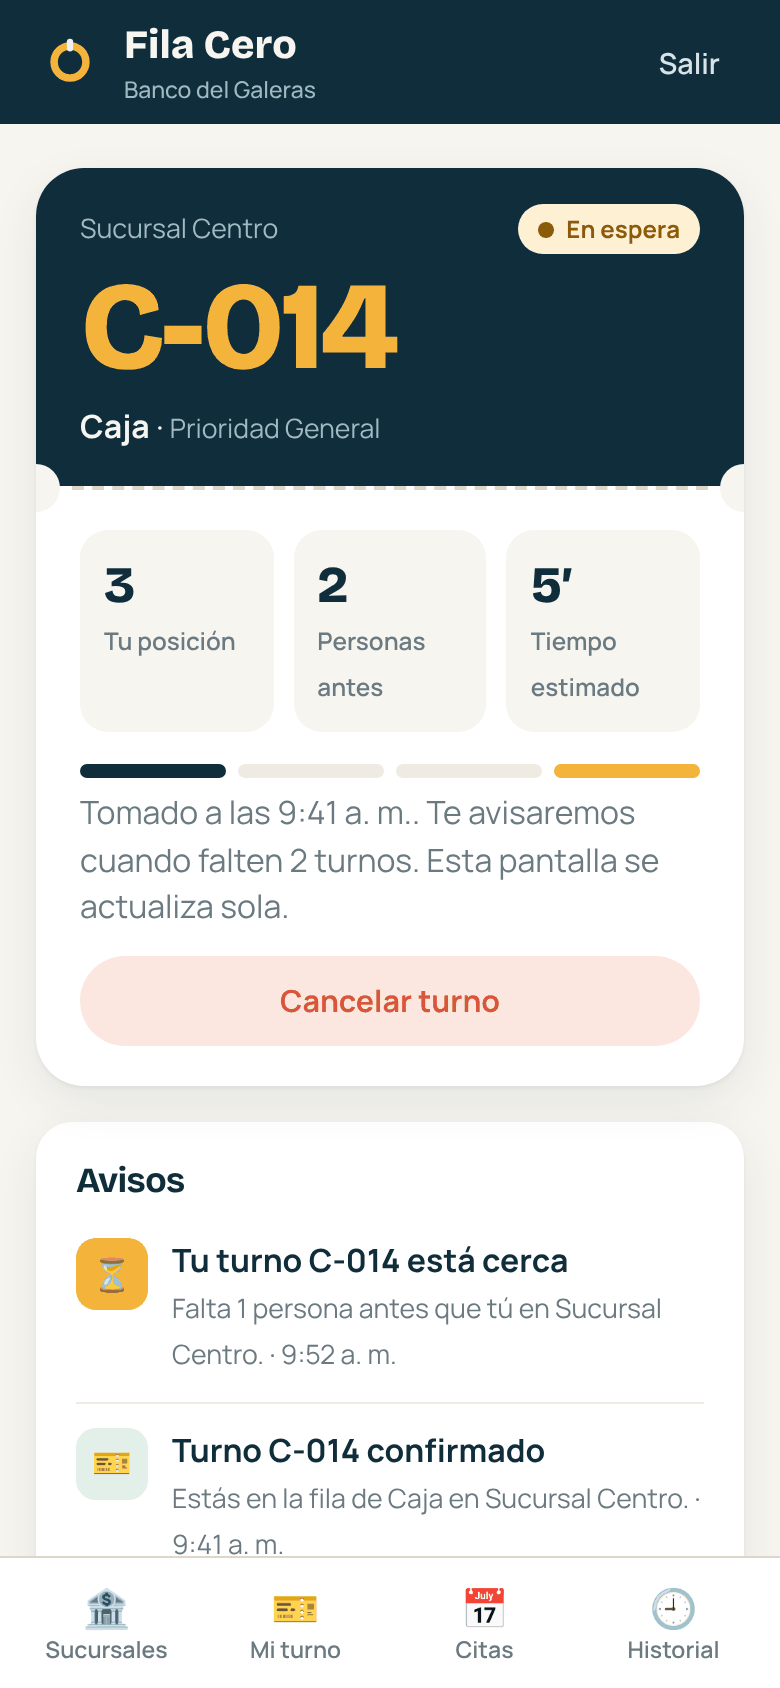 Fila Cero
Banco del Galeras
Salir
Sucursal Centro
En espera
C-014
Caja · Prioridad General
3
Tu posición
2
Personas
antes
5′
Tiempo
estimado
Tomado a las 9:41 a. m.. Te avisaremos
cuando falten 2 turnos. Esta pantalla se
actualiza sola.
Cancelar turno
Avisos
Tu turno C-014 está cerca
Falta 1 persona antes que tú en Sucursal
Centro. · 9:52 a. m.
Turno C-014 confirmado
Estás en la fila de Caja en Sucursal Centro. ·
9:41 a. m.
July
17
Sucursales
Mi turno
Citas
Historial